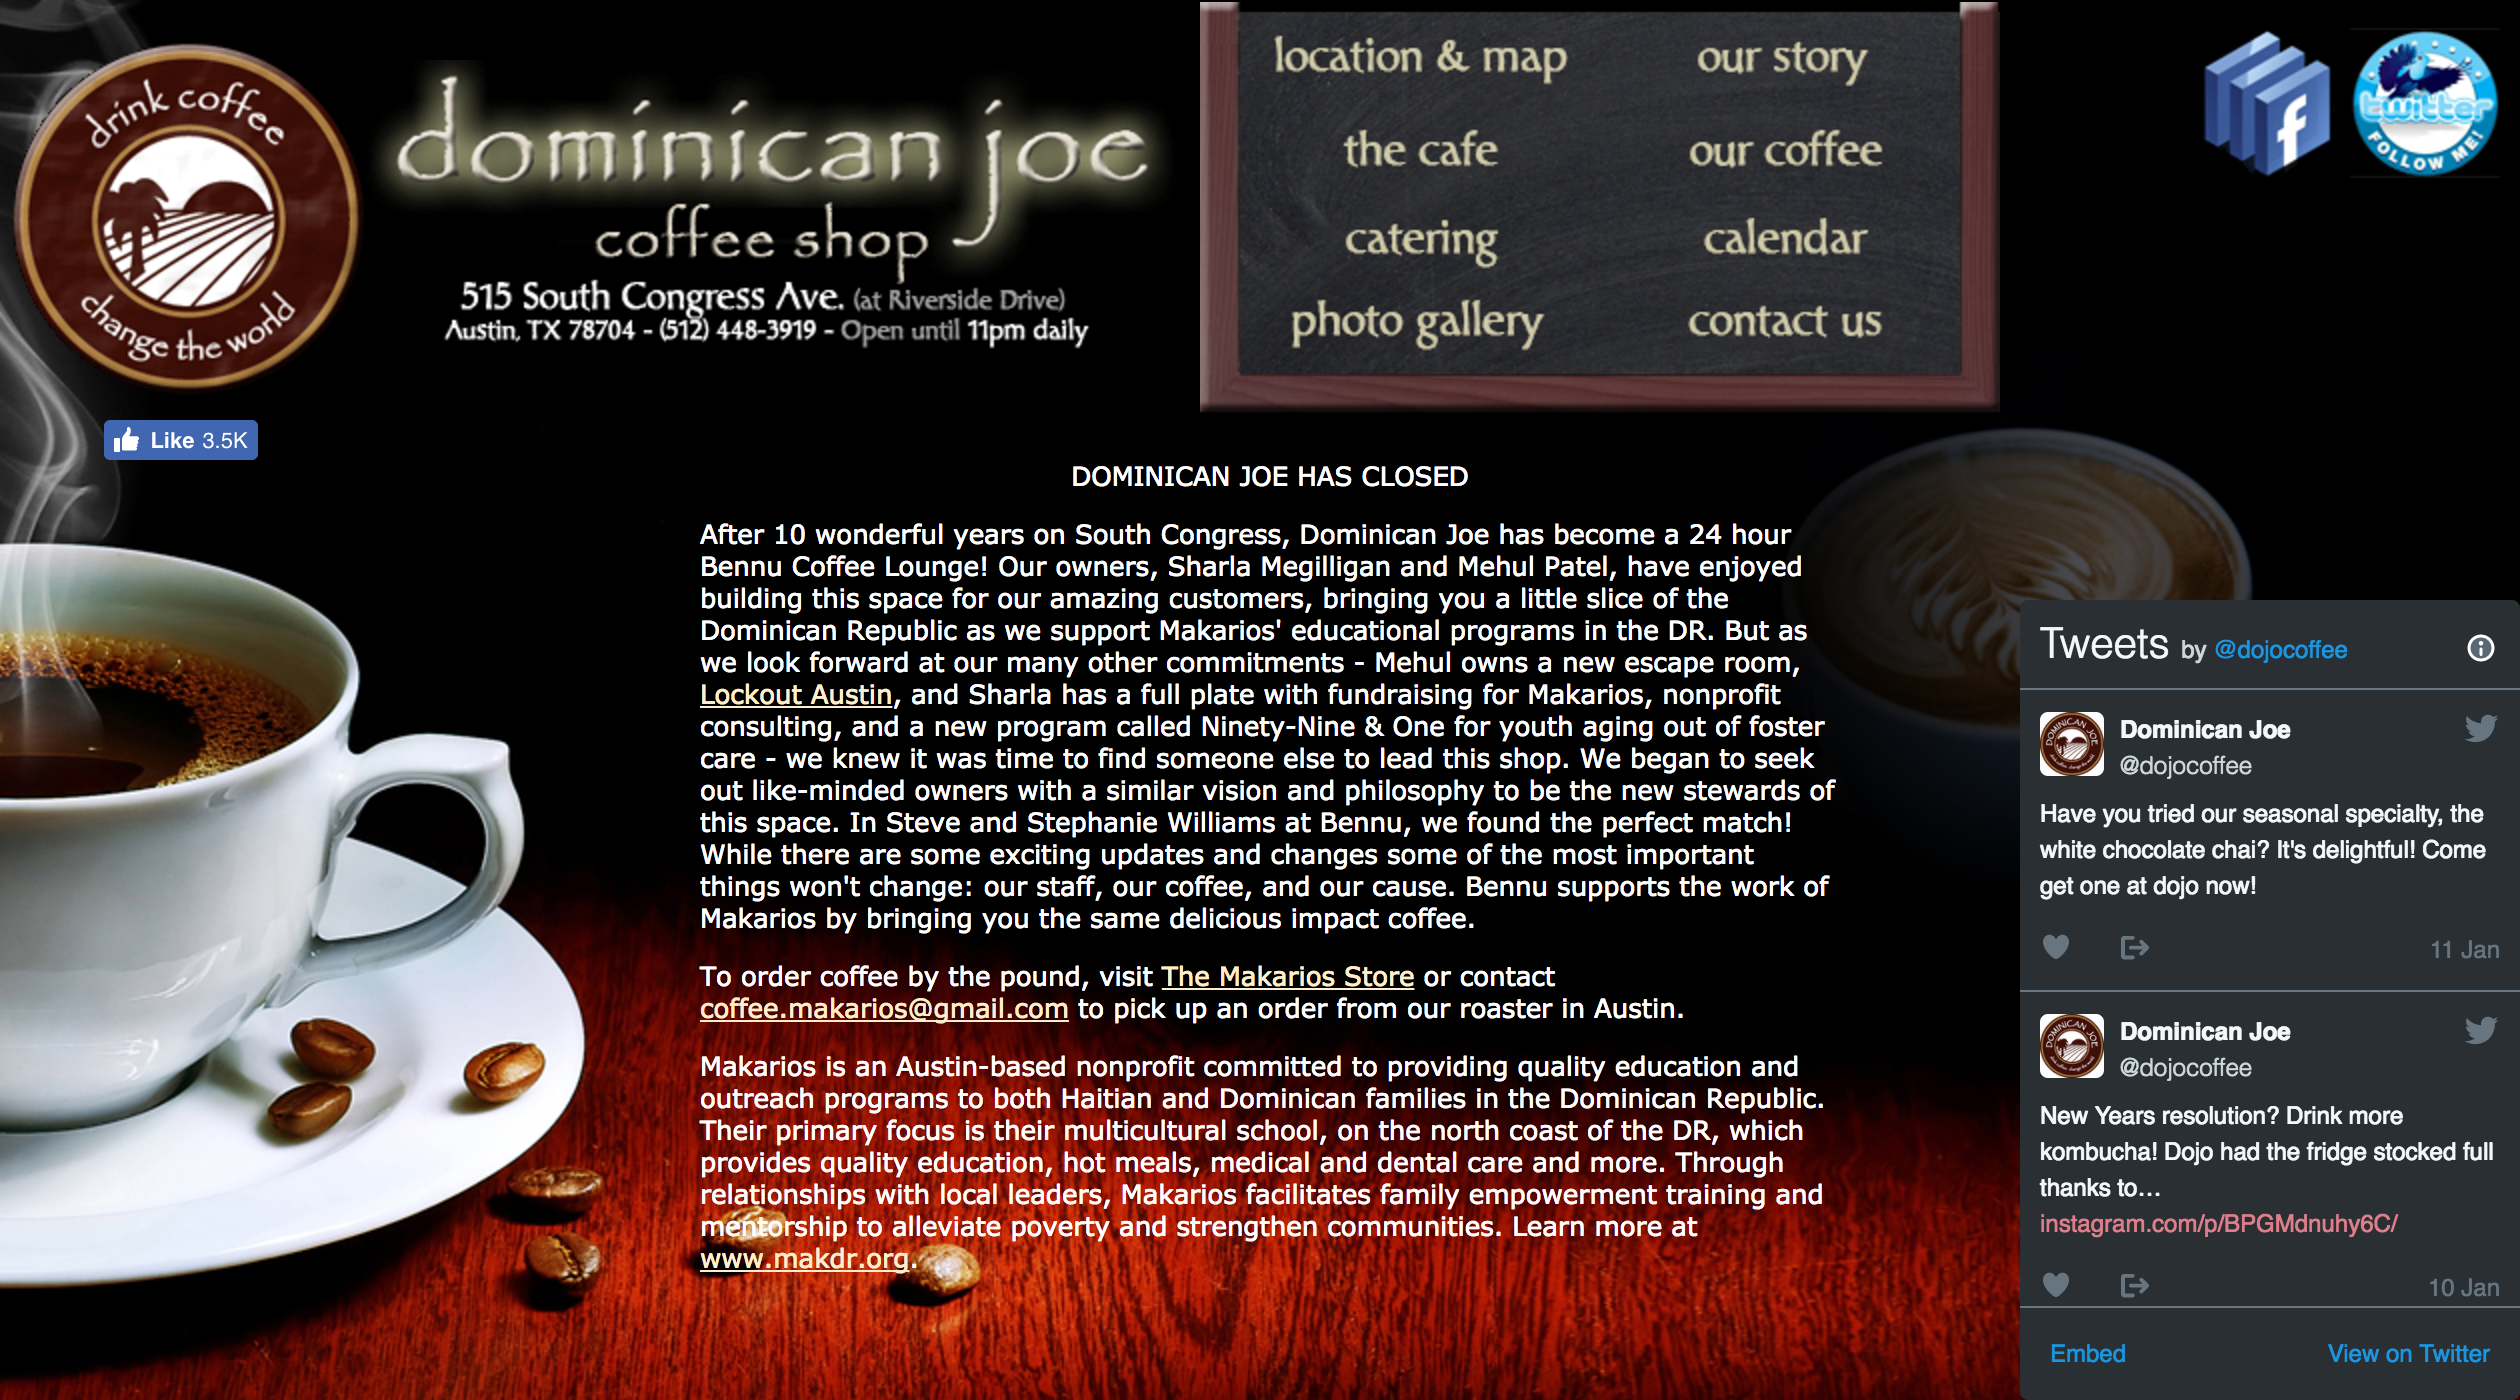 drink coffee
change the world
dominican joe
coffee shop
515 South Congress Ave. (at Riverside Drive)
Austin, TX 78704 - (512) 448-3919 - Open until 11pm daily
location & map
our story
the cafe
our coffee
catering
calendar
photo gallery
contact us
f
twitter
FOLLOW ME!
Like 3.5K
DOMINICAN JOE HAS CLOSED
After 10 wonderful years on South Congress, Dominican Joe has become a 24 hour
Bennu Coffee Lounge! Our owners, Sharla Megilligan and Mehul Patel, have enjoyed
building this space for our amazing customers, bringing you a little slice of the
Dominican Republic as we support Makarios' educational programs in the DR. But as
we look forward at our many other commitments - Mehul owns a new escape room,
Lockout Austin, and Sharla has a full plate with fundraising for Makarios, nonprofit
consulting, and a new program called Ninety-Nine & One for youth aging out of foster
care - we knew it was time to find someone else to lead this shop. We began to seek
out like-minded owners with a similar vision and philosophy to be the new stewards of
this space. In Steve and Stephanie Williams at Bennu, we found the perfect match!
While there are some exciting updates and changes some of the most important
things won't change: our staff, our coffee, and our cause. Bennu supports the work of
Makarios by bringing you the same delicious impact coffee.
To order coffee by the pound, visit The Makarios Store or contact
coffee.makarios@gmail.com to pick up an order from our roaster in Austin.
Makarios is an Austin-based nonprofit committed to providing quality education and
outreach programs to both Haitian and Dominican families in the Dominican Republic.
Their primary focus is their multicultural school, on the north coast of the DR, which
provides quality education, hot meals, medical and dental care and more. Through
relationships with local leaders, Makarios facilitates family empowerment training and
mentorship to alleviate poverty and strengthen communities. Learn more at
www.makdr.org.
Tweets by @dojocoffee
DOMINICAN JOE
Dominican Joe
@dojocoffee
Have you tried our seasonal specialty, the
white chocolate chai? It's delightful! Come
get one at dojo now!
11 Jan
DOMINICAN JOE
Dominican Joe
@dojocoffee
New Years resolution? Drink more
kombucha! Dojo had the fridge stocked full
thanks to…
instagram.com/p/BPGMdnuhy6C/
10 Jan
Embed
View on Twitter